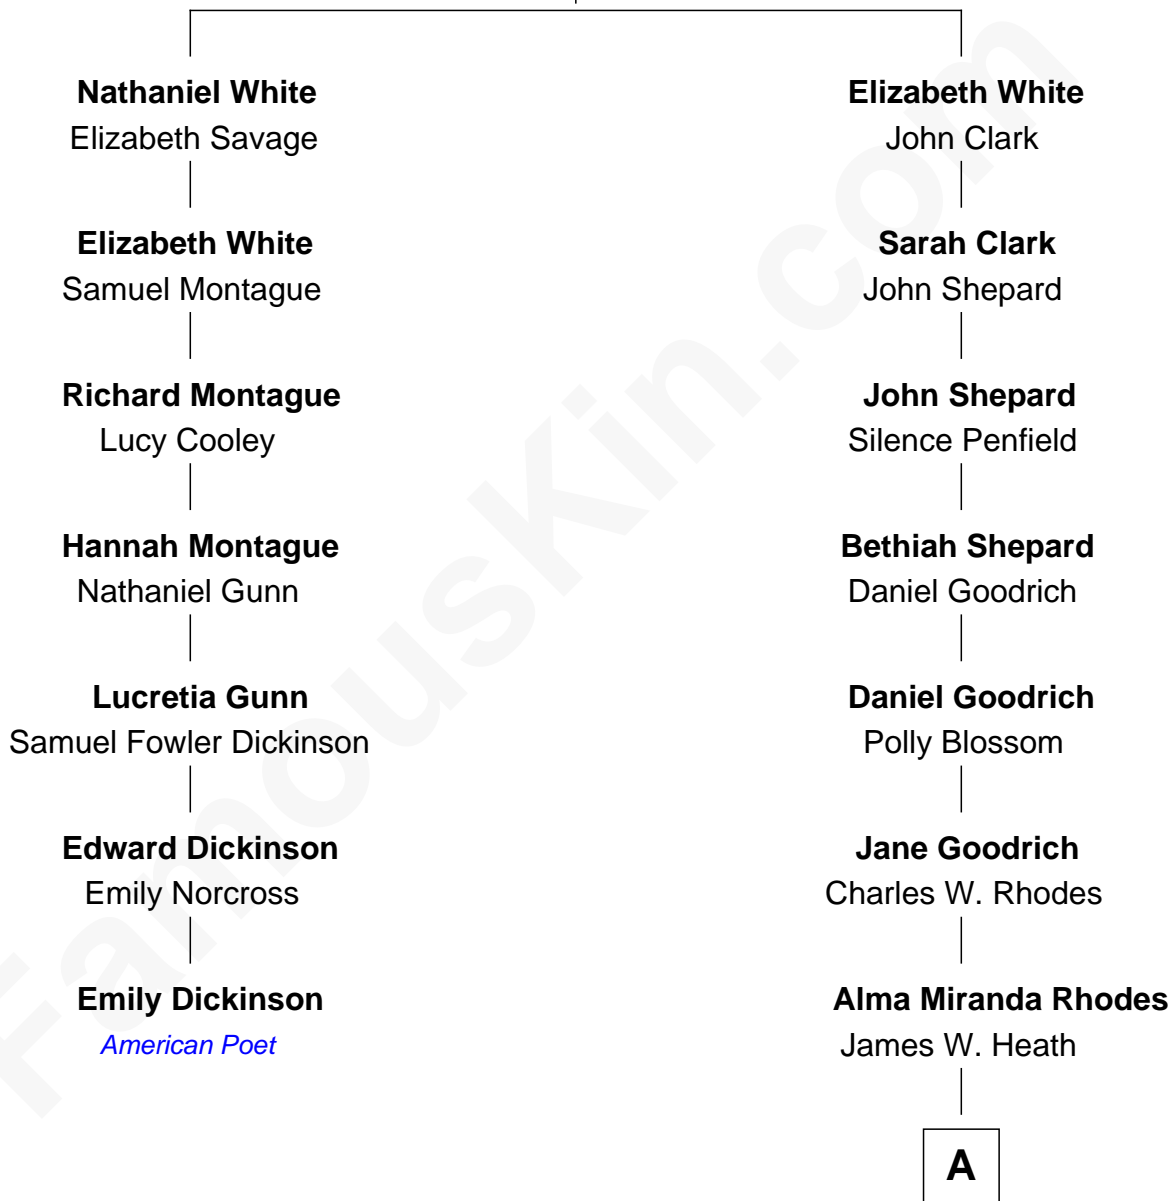 Nathaniel White
Elizabeth Savage
Elizabeth White
Samuel Montague
Richard Montague
Lucy Cooley
Hannah Montague
Nathaniel Gunn
Lucretia Gunn
Samuel Fowler Dickinson
Edward Dickinson
Emily Norcross
Emily Dickinson
American Poet
Elizabeth White
John Clark
Sarah Clark
John Shepard
John Shepard
Silence Penfield
Bethiah Shepard
Daniel Goodrich
Daniel Goodrich
Polly Blossom
Jane Goodrich
Charles W. Rhodes
Alma Miranda Rhodes
James W. Heath
A
FamousKin.com